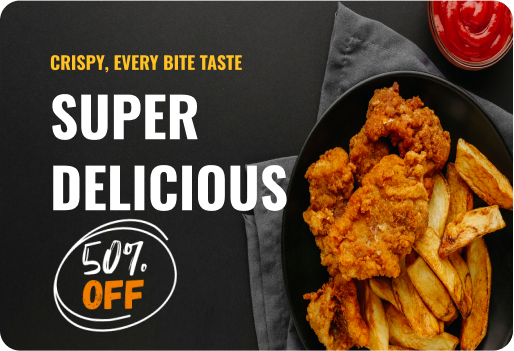 CRISPY, EVERY BITE TASTE
SUPER
DELICIOUS
50%
OFF